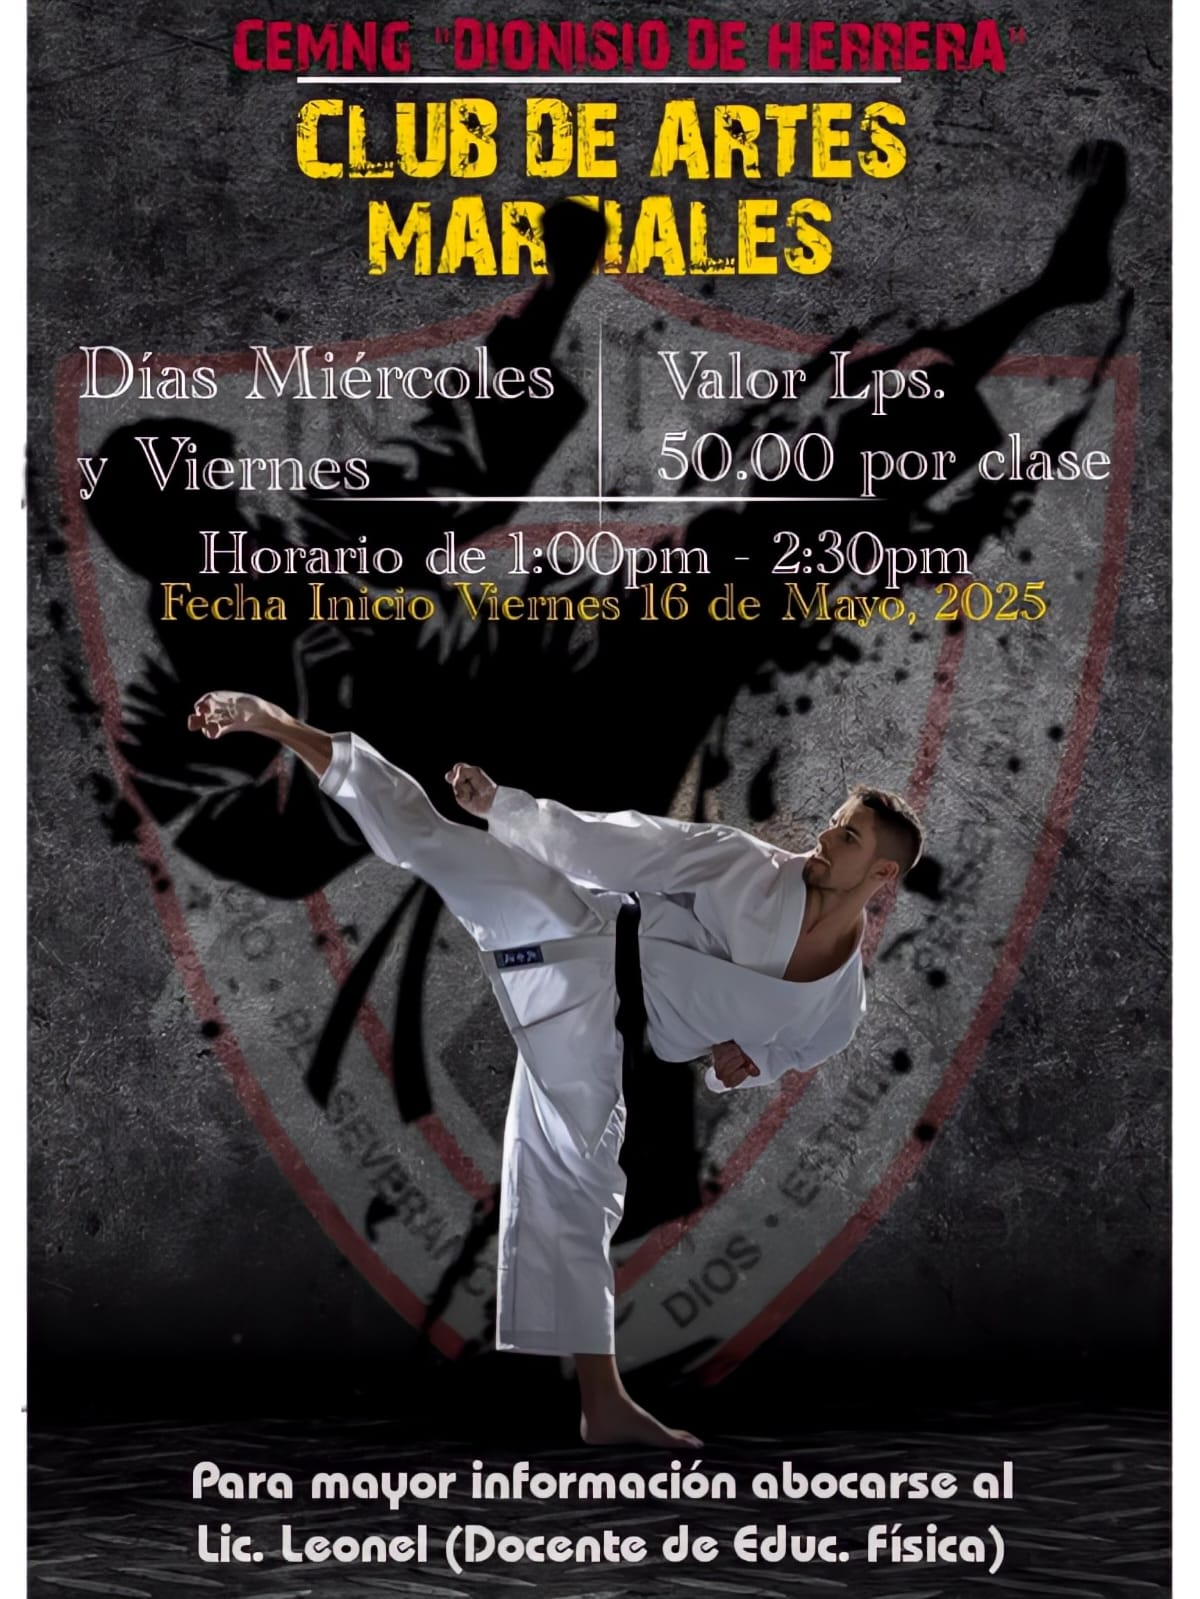 CEMNG "DIONISIO DE HERRERA"
CLUB DE ARTES
MARCIALES
Días Miércoles
y Viernes
Valor Lps.
50.00 por clase
Horario de 1:00pm - 2:30pm
Fecha Inicio Viernes 16 de Mayo, 2025
DIOS • ESTUDIO
Para mayor información abocarse al
Lic. Leonel (Docente de Educ. Física)